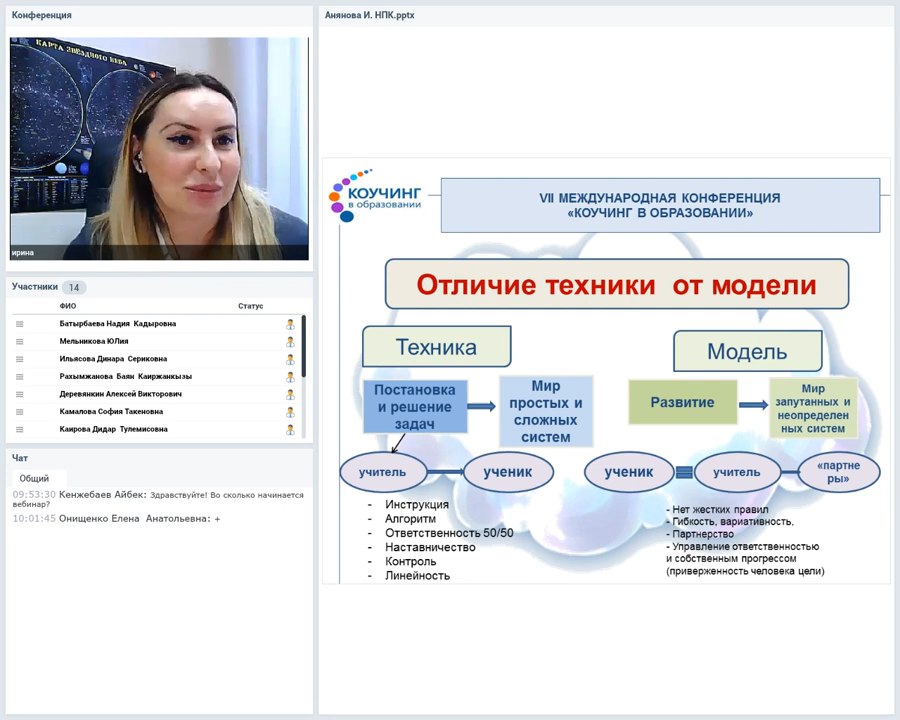 Конференция
КАРТА ЗВЁЗДНОГО НЕБА
ирина
Участники 14
ФИО Статус
Батырбаева Надия Кадыровна
Мельникова ЮЛия
Ильясова Динара Сериковна
Рахымжанова Баян Каиржанкызы
Деревянкин Алексей Викторович
Камалова София Такеновна
Каирова Дидар Тулемисовна
Чат
Общий
09:53:30 Кенжебаев Айбек: Здравствуйте! Во сколько начинается
вебинар?
10:01:45 Онищенко Елена Анатольевна: +
Анянова И. НПК.pptx
КОУЧИНГ
в образовании
VII МЕЖДУНАРОДНАЯ КОНФЕРЕНЦИЯ
«КОУЧИНГ В ОБРАЗОВАНИИ»
Отличие техники от модели
Техника
Постановка
и решение
задач
Мир
простых и
сложных
систем
учитель
ученик
- Инструкция
- Алгоритм
- Ответственность 50/50
- Наставничество
- Контроль
- Линейность
Модель
Развитие
Мир
запутанных и
неопределен
ных систем
ученик
учитель
«партне
ры»
- Нет жестких правил
- Гибкость, вариативность,
- Партнерство
- Управление ответственностью
и собственным прогрессом
(приверженность человека цели)